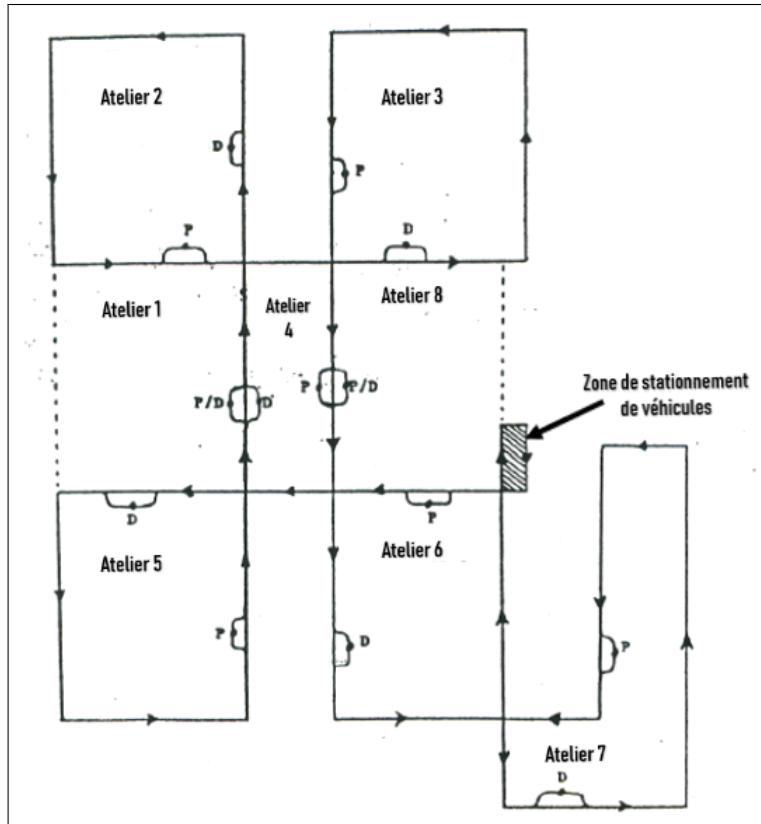 Atelier 2
Atelier 3
D
P
P
D
Atelier 1
Atelier 4
Atelier 8
P/D
D
P
P/D
Zone de stationnement
de véhicules
D
P
Atelier 5
Atelier 6
P
D
P
Atelier 7
D